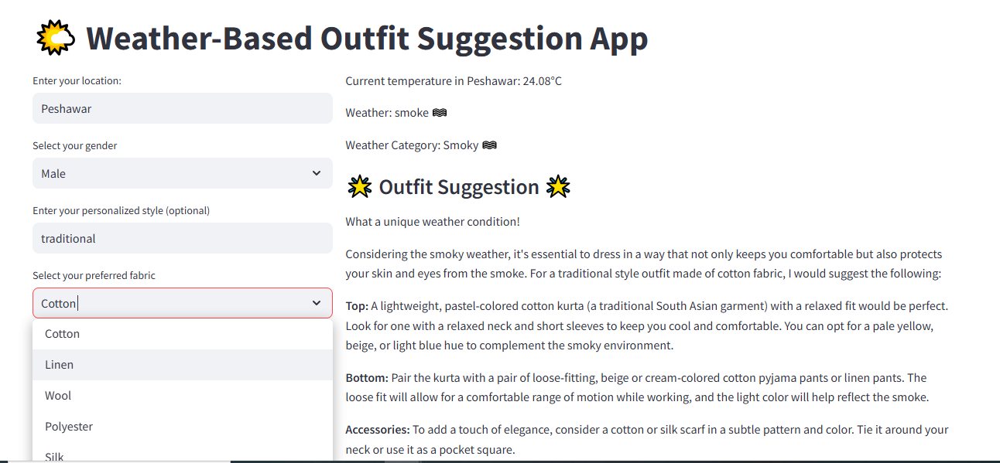 Weather-Based Outfit Suggestion App
Enter your location:
Peshawar
Select your gender
Male
Enter your personalized style (optional)
traditional
Select your preferred fabric
Cotton
Cotton
Linen
Wool
Polyester
Silk
Current temperature in Peshawar: 24.08°C
Weather: smoke
Weather Category: Smoky
Outfit Suggestion
What a unique weather condition!
Considering the smoky weather, it's essential to dress in a way that not only keeps you comfortable but also protects
your skin and eyes from the smoke. For a traditional style outfit made of cotton fabric, I would suggest the following:
Top: A lightweight, pastel-colored cotton kurta (a traditional South Asian garment) with a relaxed fit would be perfect.
Look for one with a relaxed neck and short sleeves to keep you cool and comfortable. You can opt for a pale yellow,
beige, or light blue hue to complement the smoky environment.
Bottom: Pair the kurta with a pair of loose-fitting, beige or cream-colored cotton pyjama pants or linen pants. The
loose fit will allow for a comfortable range of motion while working, and the light color will help reflect the smoke.
Accessories: To add a touch of elegance, consider a cotton or silk scarf in a subtle pattern and color. Tie it around your
neck or use it as a pocket square.